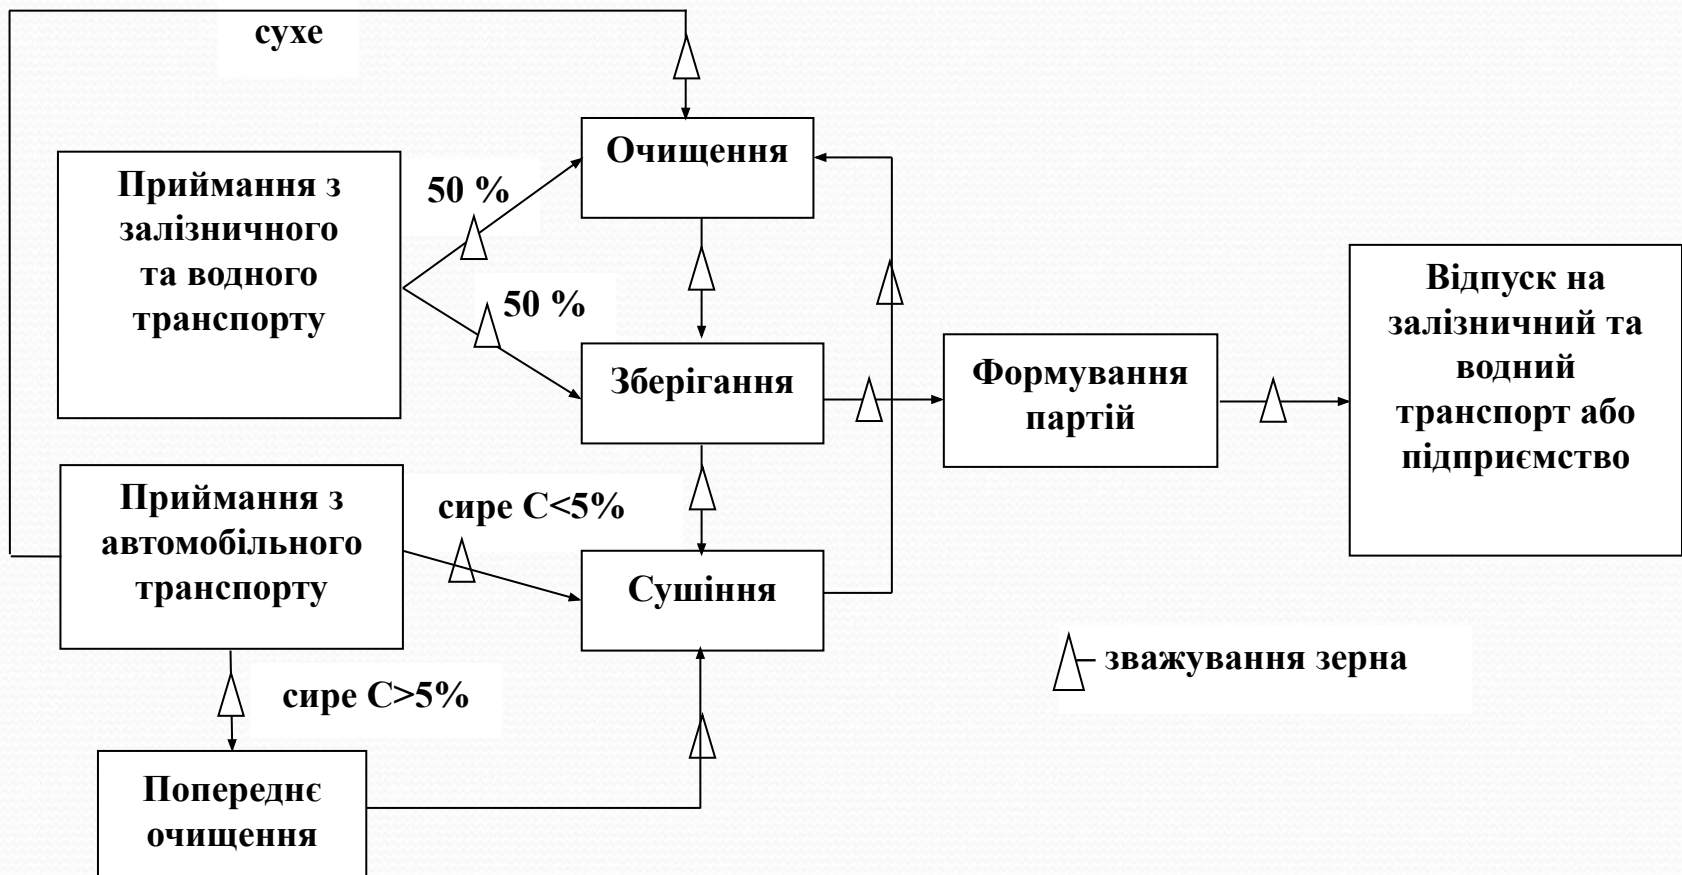 сухе
Очищення
Приймання з
залізничного
та водного
транспорту
50 %
50 %
Зберігання
Формування
партій
Відпуск на
залізничний та
водний
транспорт або
підприємство
Приймання з
автомобільного
транспорту
сире С<5%
Сушіння
сире С>5%
– зважування зерна
Попереднє
очищення